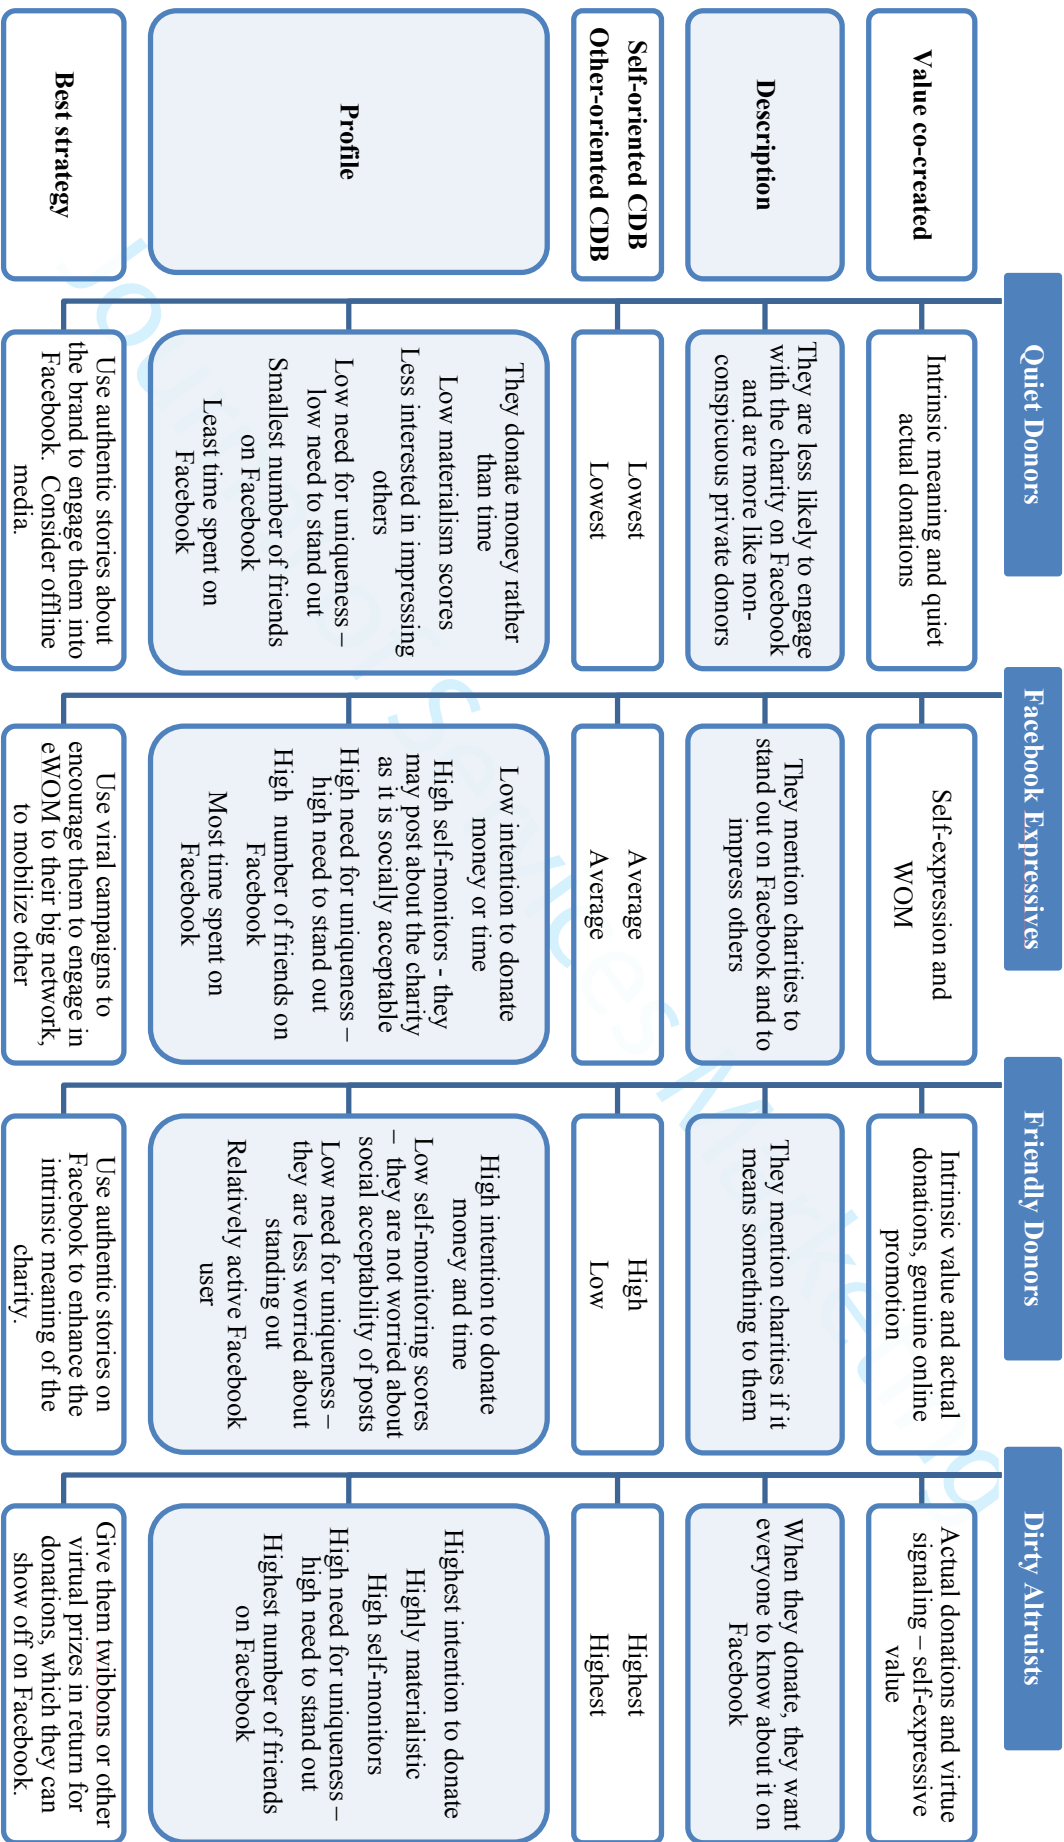 Quiet Donors
Facebook Expressives
Friendly Donors
Dirty Altruists
Value co-created
Intrinsic meaning and quiet
actual donations
Self-expression and
WOM
Intrinsic value and actual
donations, genuine online
promotion
Actual donations and virtue
signaling – self-expressive
value
Description
They are less likely to engage
with the charity on Facebook
and are more like non-
conspicuous private donors
They mention charities to
stand out on Facebook and to
impress others
They mention charities if it
means something to them
When they donate, they want
everyone to know about it on
Facebook
Self-oriented CDB
Other-oriented CDB
Lowest
Lowest
Average
Average
High
Low
Highest
Highest
Profile
They donate money rather
than time
Low materialism scores
Less interested in impressing
others
Low need for uniqueness –
low need to stand out
Smallest number of friends
on Facebook
Least time spent on
Facebook
Low intention to donate
money or time
High self-monitors - they
may post about the charity
as it is socially acceptable
High need for uniqueness –
high need to stand out
High number of friends on
Facebook
Most time spent on
Facebook
High intention to donate
money and time
Low self-monitoring scores
– they are not worried about
social acceptability of posts
Low need for uniqueness –
they are less worried about
standing out
Relatively active Facebook
user
Highest intention to donate
Highly materialistic
High self-monitors
High need for uniqueness –
high need to stand out
Highest number of friends
on Facebook
Best strategy
Use authentic stories about
the brand to engage them into
Facebook. Consider offline
media.
Use viral campaigns to
encourage them to engage in
eWOM to their big network,
to mobilize other
Use authentic stories on
Facebook to enhance the
intrinsic meaning of the
charity.
Give them twibbons or other
virtual prizes in return for
donations, which they can
show off on Facebook.
Journal of Services Marketing